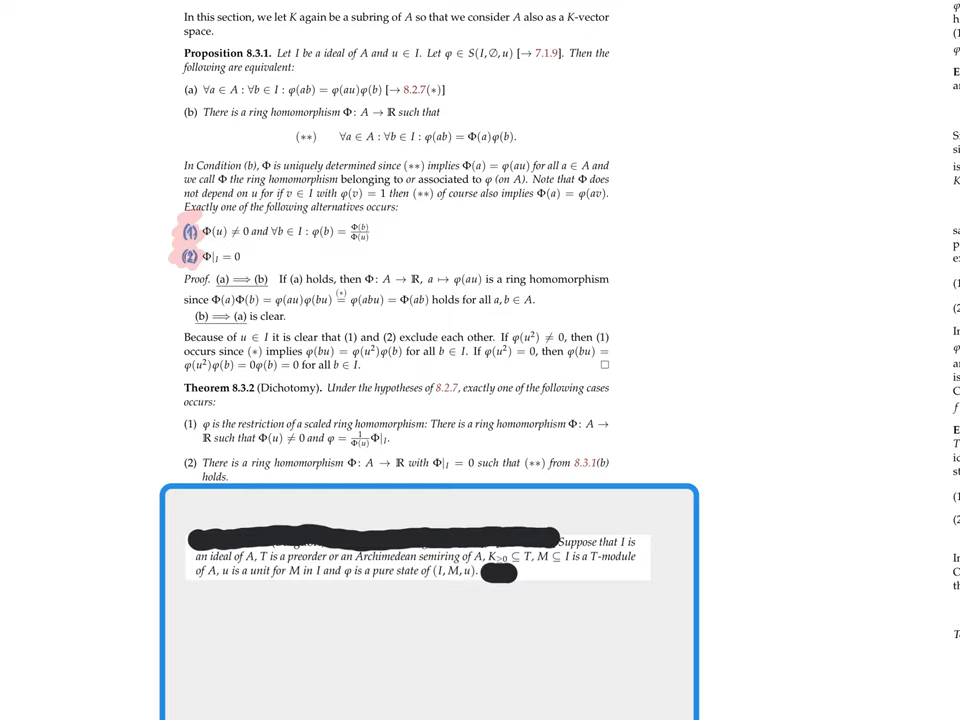 In this section, we let K again be a subring of A so that we consider A also as a K-vector
space.
Proposition 8.3.1. Let I be a ideal of A and u ∈ I. Let φ ∈ S(I, ∅, u) [→ 7.1.9]. Then the
following are equivalent:
(a) ∀a ∈ A : ∀b ∈ I : φ(ab) = φ(au)φ(b) [→ 8.2.7(∗)]
(b) There is a ring homomorphism Φ: A → ℝ such that
(∗∗) ∀a ∈ A : ∀b ∈ I : φ(ab) = Φ(a)φ(b).
In Condition (b), Φ is uniquely determined since (∗∗) implies Φ(a) = φ(au) for all a ∈ A and
we call Φ the ring homomorphism belonging to or associated to φ (on A). Note that Φ does
not depend on u for if v ∈ I with φ(v) = 1 then (∗∗) of course also implies Φ(a) = φ(av).
Exactly one of the following alternatives occurs:
(1) Φ(u) ≠ 0 and ∀b ∈ I : φ(b) = Φ(b)/Φ(u)
(2) Φ|I = 0
Proof. (a) ⟹ (b) If (a) holds, then Φ: A → ℝ, a ↦ φ(au) is a ring homomorphism
since Φ(a)Φ(b) = φ(au)φ(bu) (∗)= φ(abu) = Φ(ab) holds for all a, b ∈ A.
(b) ⟹ (a) is clear.
Because of u ∈ I it is clear that (1) and (2) exclude each other. If φ(u²) ≠ 0, then (1)
occurs since (∗) implies φ(bu) = φ(u²)φ(b) for all b ∈ I. If φ(u²) = 0, then φ(bu) =
φ(u²)φ(b) = 0φ(b) = 0 for all b ∈ I. □
Theorem 8.3.2 (Dichotomy). Under the hypotheses of 8.2.7, exactly one of the following cases
occurs:
(1) φ is the restriction of a scaled ring homomorphism: There is a ring homomorphism Φ: A →
ℝ such that Φ(u) ≠ 0 and φ = 1/Φ(u) Φ|I.
(2) There is a ring homomorphism Φ: A → ℝ with Φ|I = 0 such that (∗∗) from 8.3.1(b)
holds.
Suppose that I is
an ideal of A, T is a preorder or an Archimedean semiring of A, K≥0 ⊆ T, M ⊆ I is a T-module
of A, u is a unit for M in I and φ is a pure state of (I, M, u).